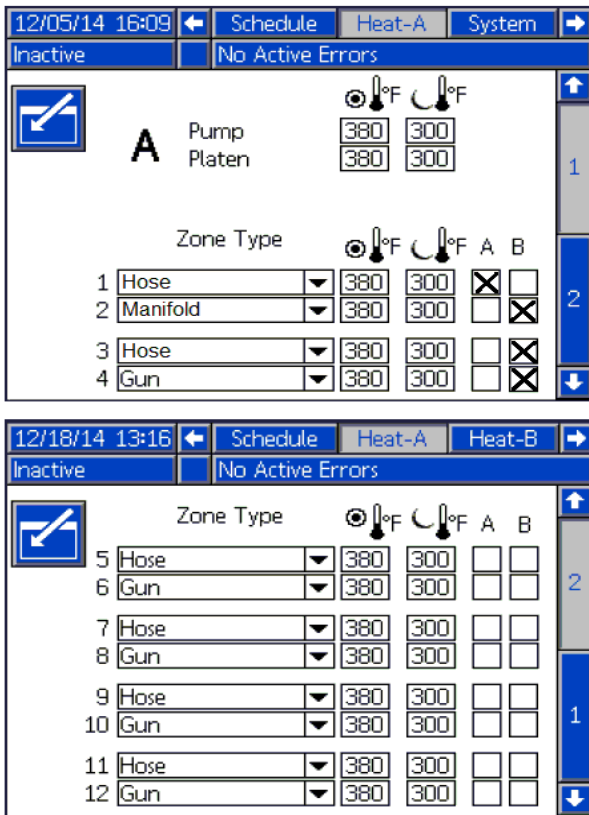 12/05/14 16:09 Schedule Heat-A System
Inactive No Active Errors
°F °F
A Pump 380 300
Platen 380 300
1
Zone Type °F °F A B
1 Hose 380 300
2 Manifold 380 300
2
3 Hose 380 300
4 Gun 380 300
12/18/14 13:16 Schedule Heat-A Heat-B
Inactive No Active Errors
Zone Type °F °F A B
5 Hose 380 300
6 Gun 380 300
2
7 Hose 380 300
8 Gun 380 300
9 Hose 380 300
10 Gun 380 300
1
11 Hose 380 300
12 Gun 380 300